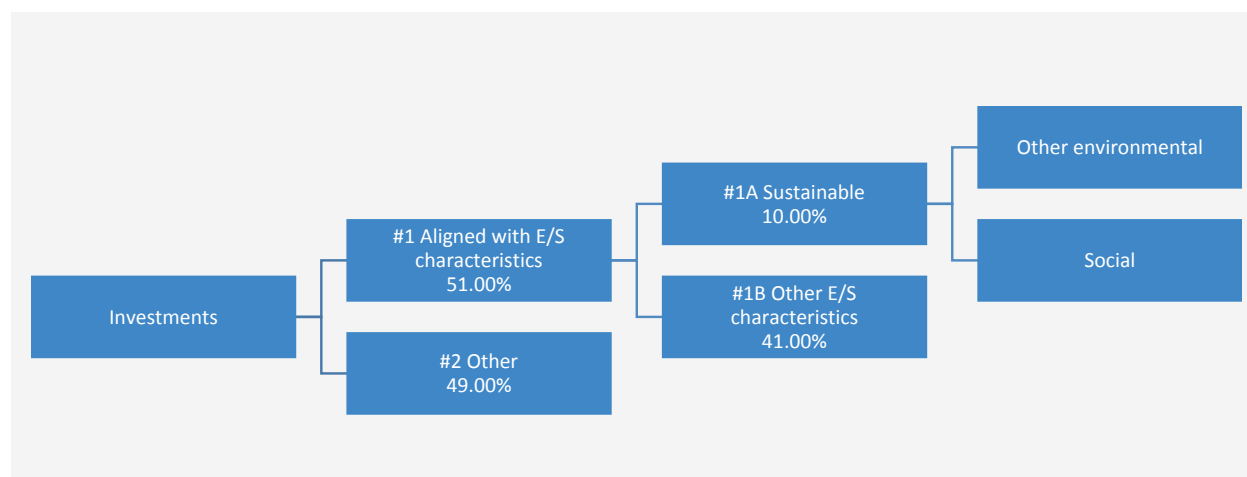 Investments
#1 Aligned with E/S
characteristics
51.00%
#2 Other
49.00%
#1A Sustainable
10.00%
#1B Other E/S
characteristics
41.00%
Other environmental
Social